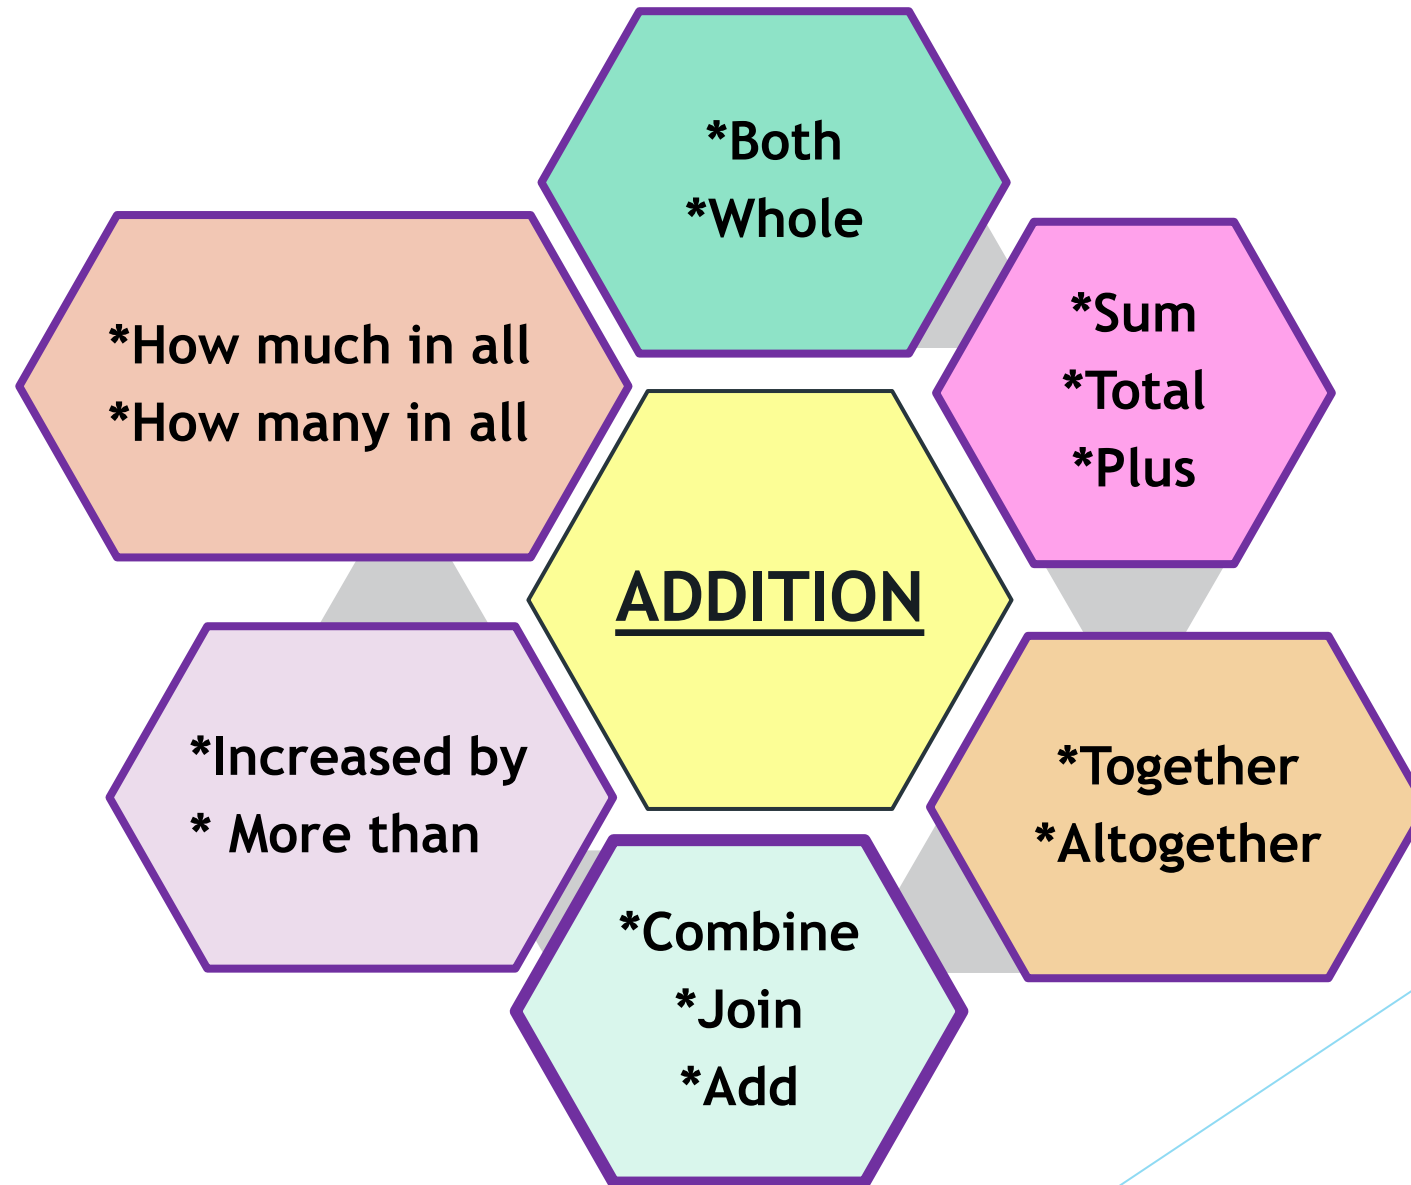 *Both
*Whole
*Sum
*Total
*Plus
*How much in all
*How many in all
ADDITION
*Increased by
* More than
*Together
*Altogether
*Combine
*Join
*Add